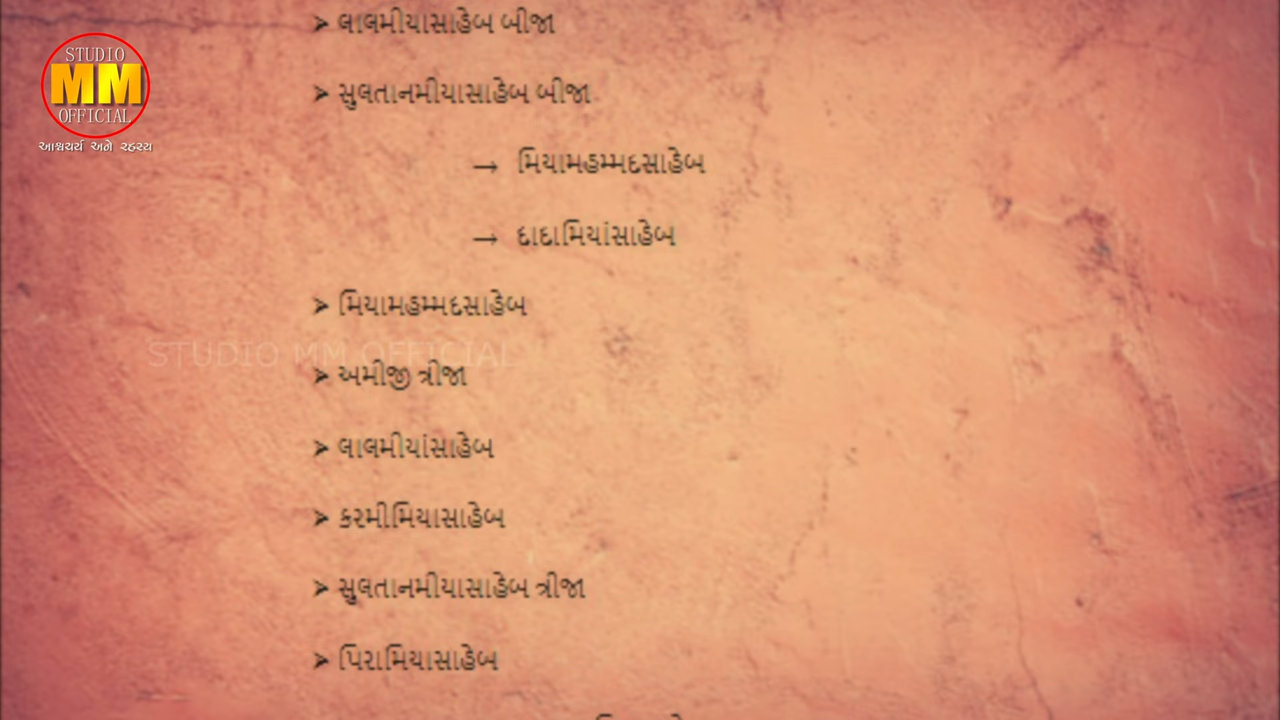 ➤ લાલમીયાસાહેબ બીજા
STUDIO
MM
OFFICIAL
આશ્ચયર્ય અને રહસ્ય
➤ સુલતાનમીયાસાહેબ બીજા
→ મિયામહમ્મદસાહેબ
→ દાદામિયાંસાહેબ
➤ મિયામહમ્મદસાહેબ
STUDIO MM OFFICIAL
➤ અમીજી ત્રીજા
➤ લાલમીયાંસાહેબ
➤ કરમીમિયાસાહેબ
➤ સુલતાનમીયાસાહેબ ત્રીજા
➤ પિરામિયાસાહેબ